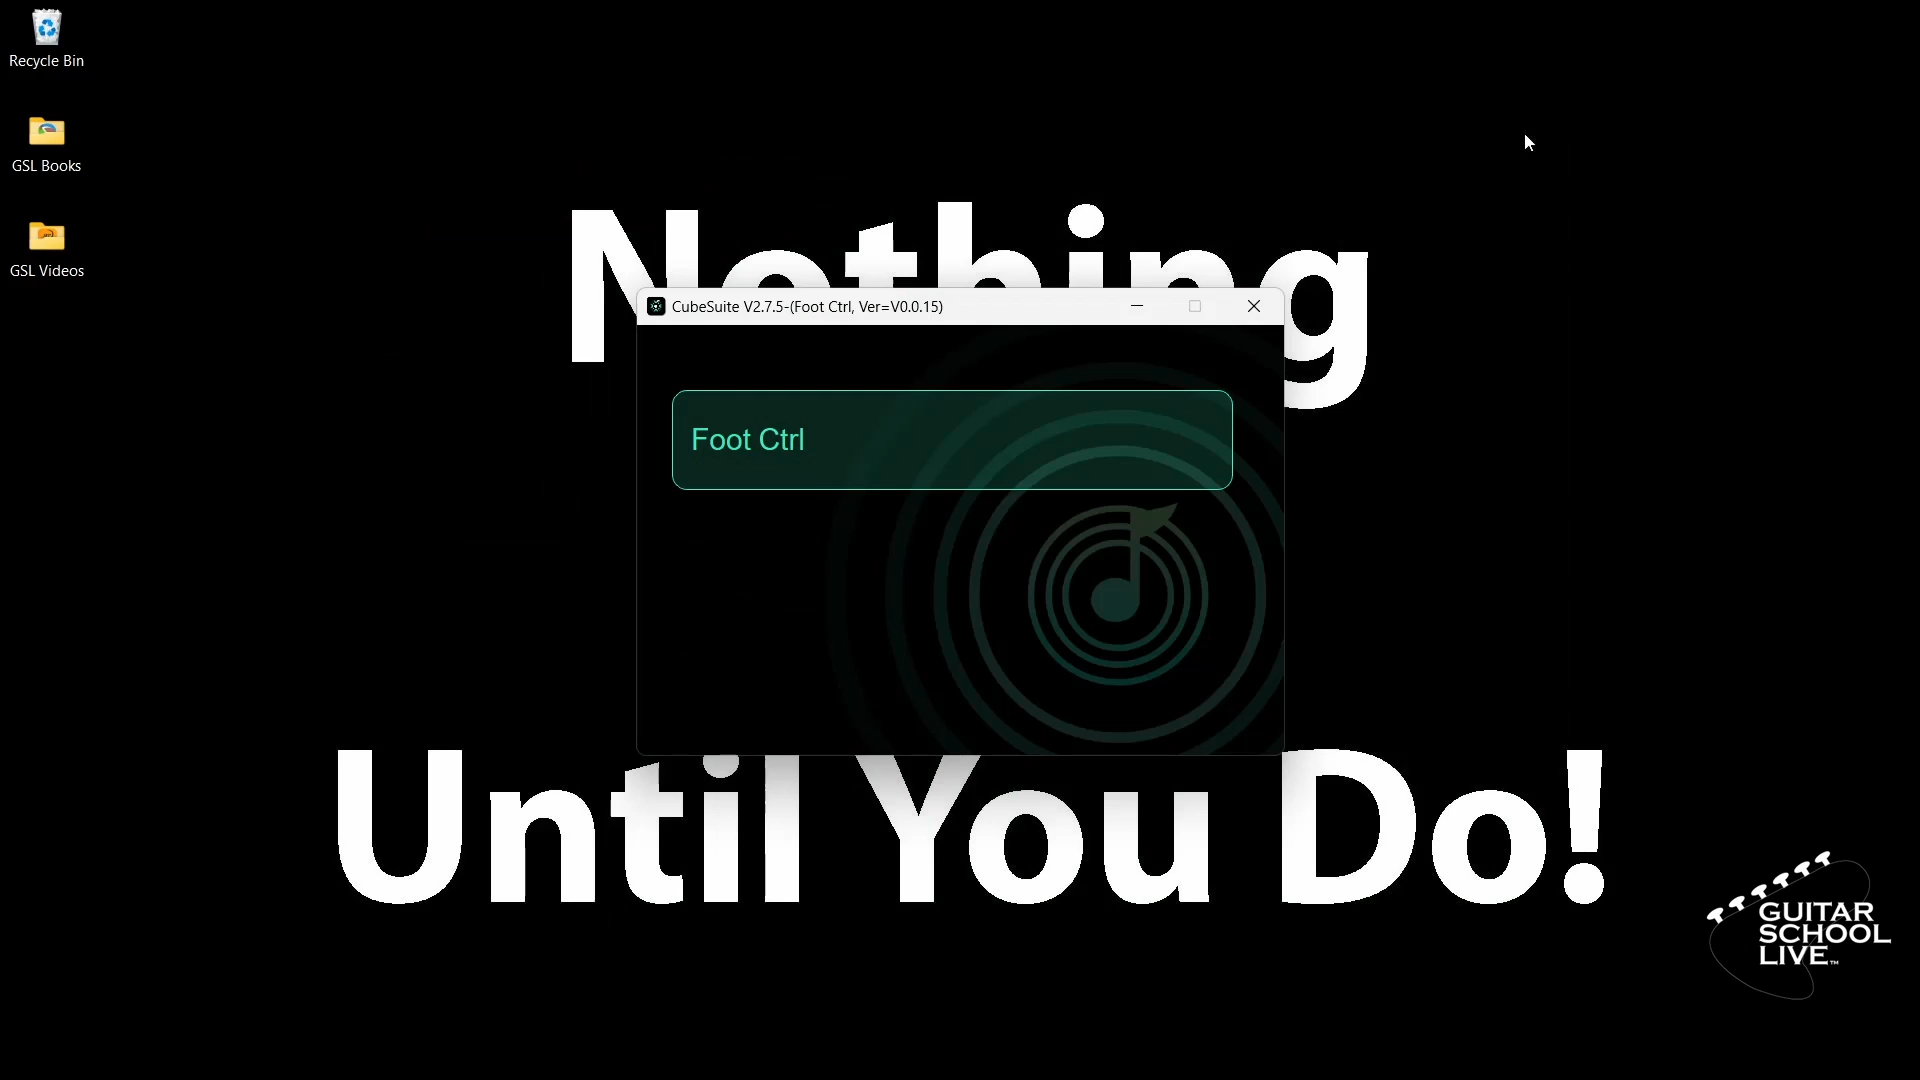 Recycle Bin
GSL Books
GSL Videos
Nothing
CubeSuite V2.7.5-(Foot Ctrl, Ver=V0.0.15)
Foot Ctrl
Until You Do!
GUITAR
SCHOOL
LIVE™